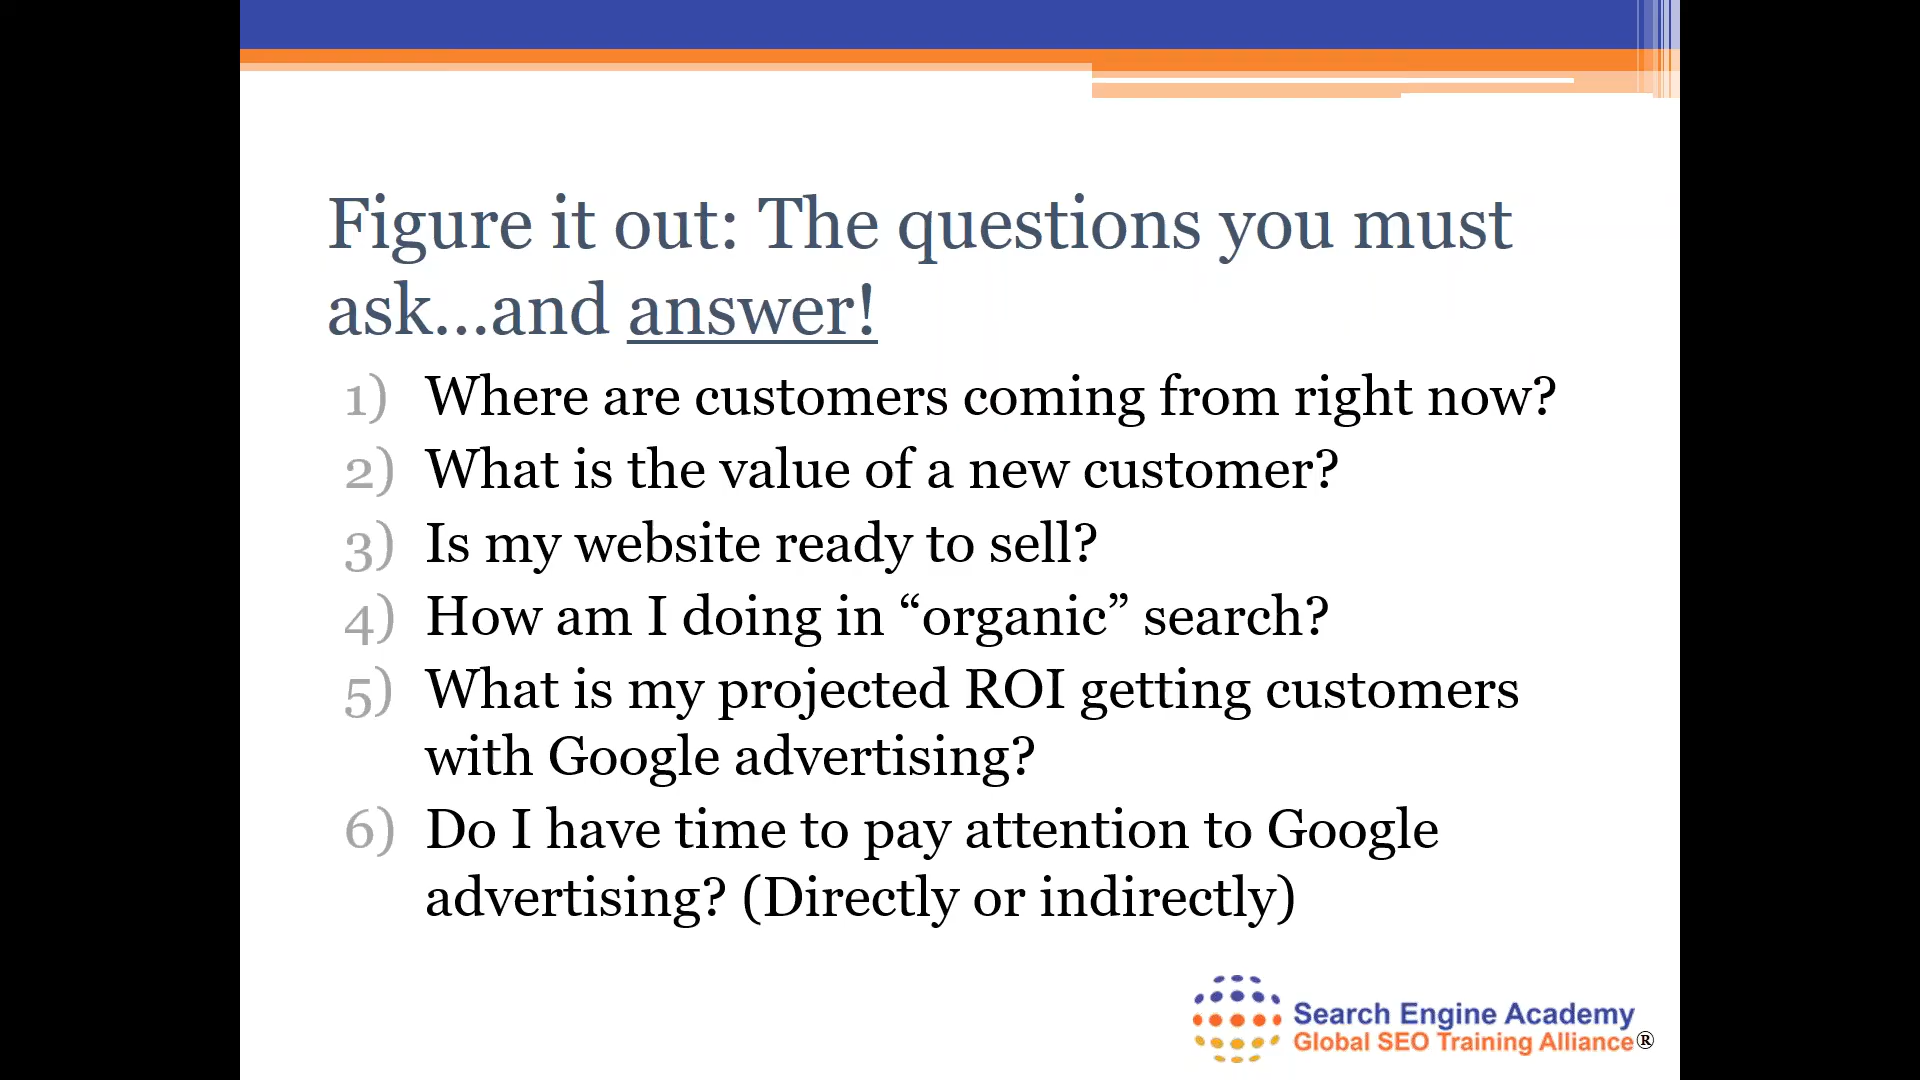 Figure it out: The questions you must
ask...and answer!
1) Where are customers coming from right now?
2) What is the value of a new customer?
3) Is my website ready to sell?
4) How am I doing in “organic” search?
5) What is my projected ROI getting customers
with Google advertising?
6) Do I have time to pay attention to Google
advertising? (Directly or indirectly)
Search Engine Academy
Global SEO Training Alliance®